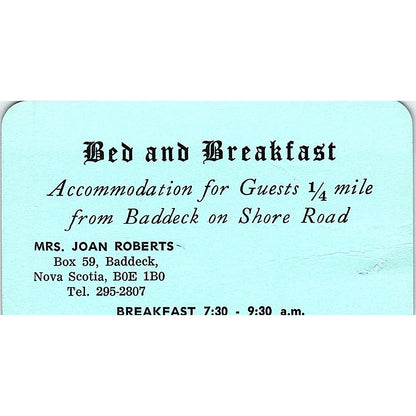 Bed and Breakfast
Accommodation for Guests 1/4 mile
from Baddeck on Shore Road
MRS. JOAN ROBERTS
Box 59, Baddeck,
Nova Scotia, B0E 1B0
Tel. 295-2807
BREAKFAST 7:30 - 9:30 a.m.